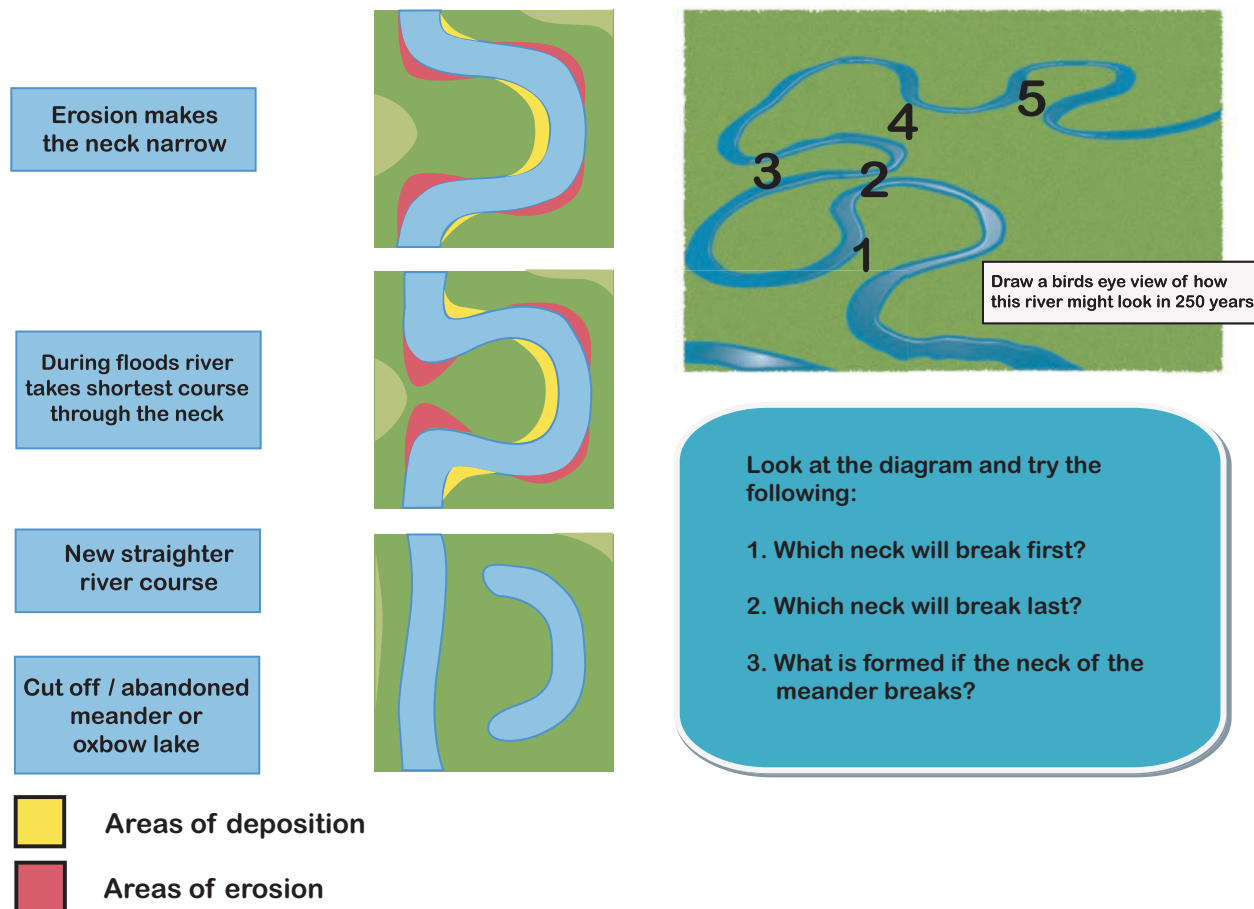 Erosion makes
the neck narrow
During floods river
takes shortest course
through the neck
New straighter
river course
Cut off / abandoned
meander or
oxbow lake
Areas of deposition
Areas of erosion
5
4
3
2
1
Draw a birds eye view of how
this river might look in 250 years
Look at the diagram and try the
following:
1. Which neck will break first?
2. Which neck will break last?
3. What is formed if the neck of the
meander breaks?